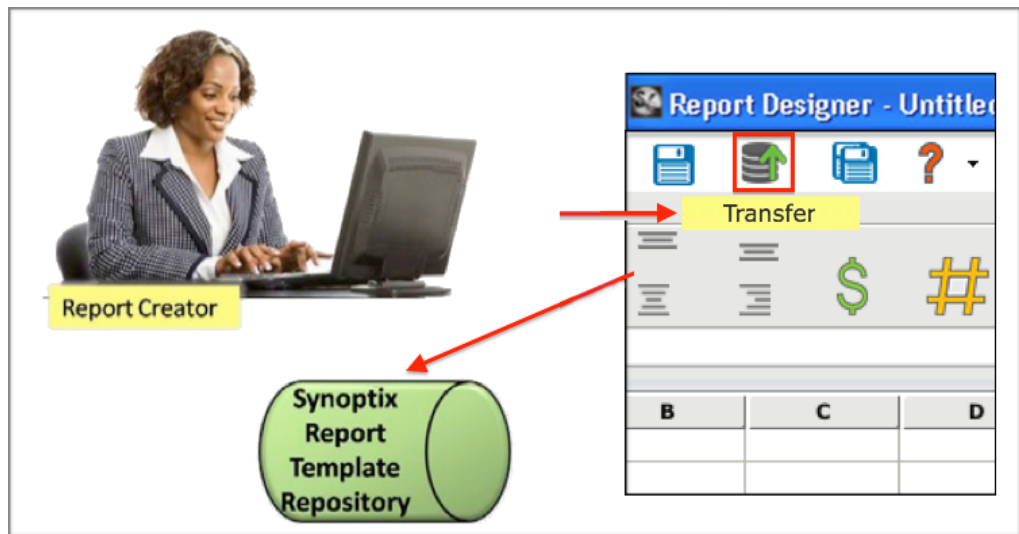 Report Designer - Untitled
Transfer
Report Creator
$ #
B C D
Synoptix
Report
Template
Repository